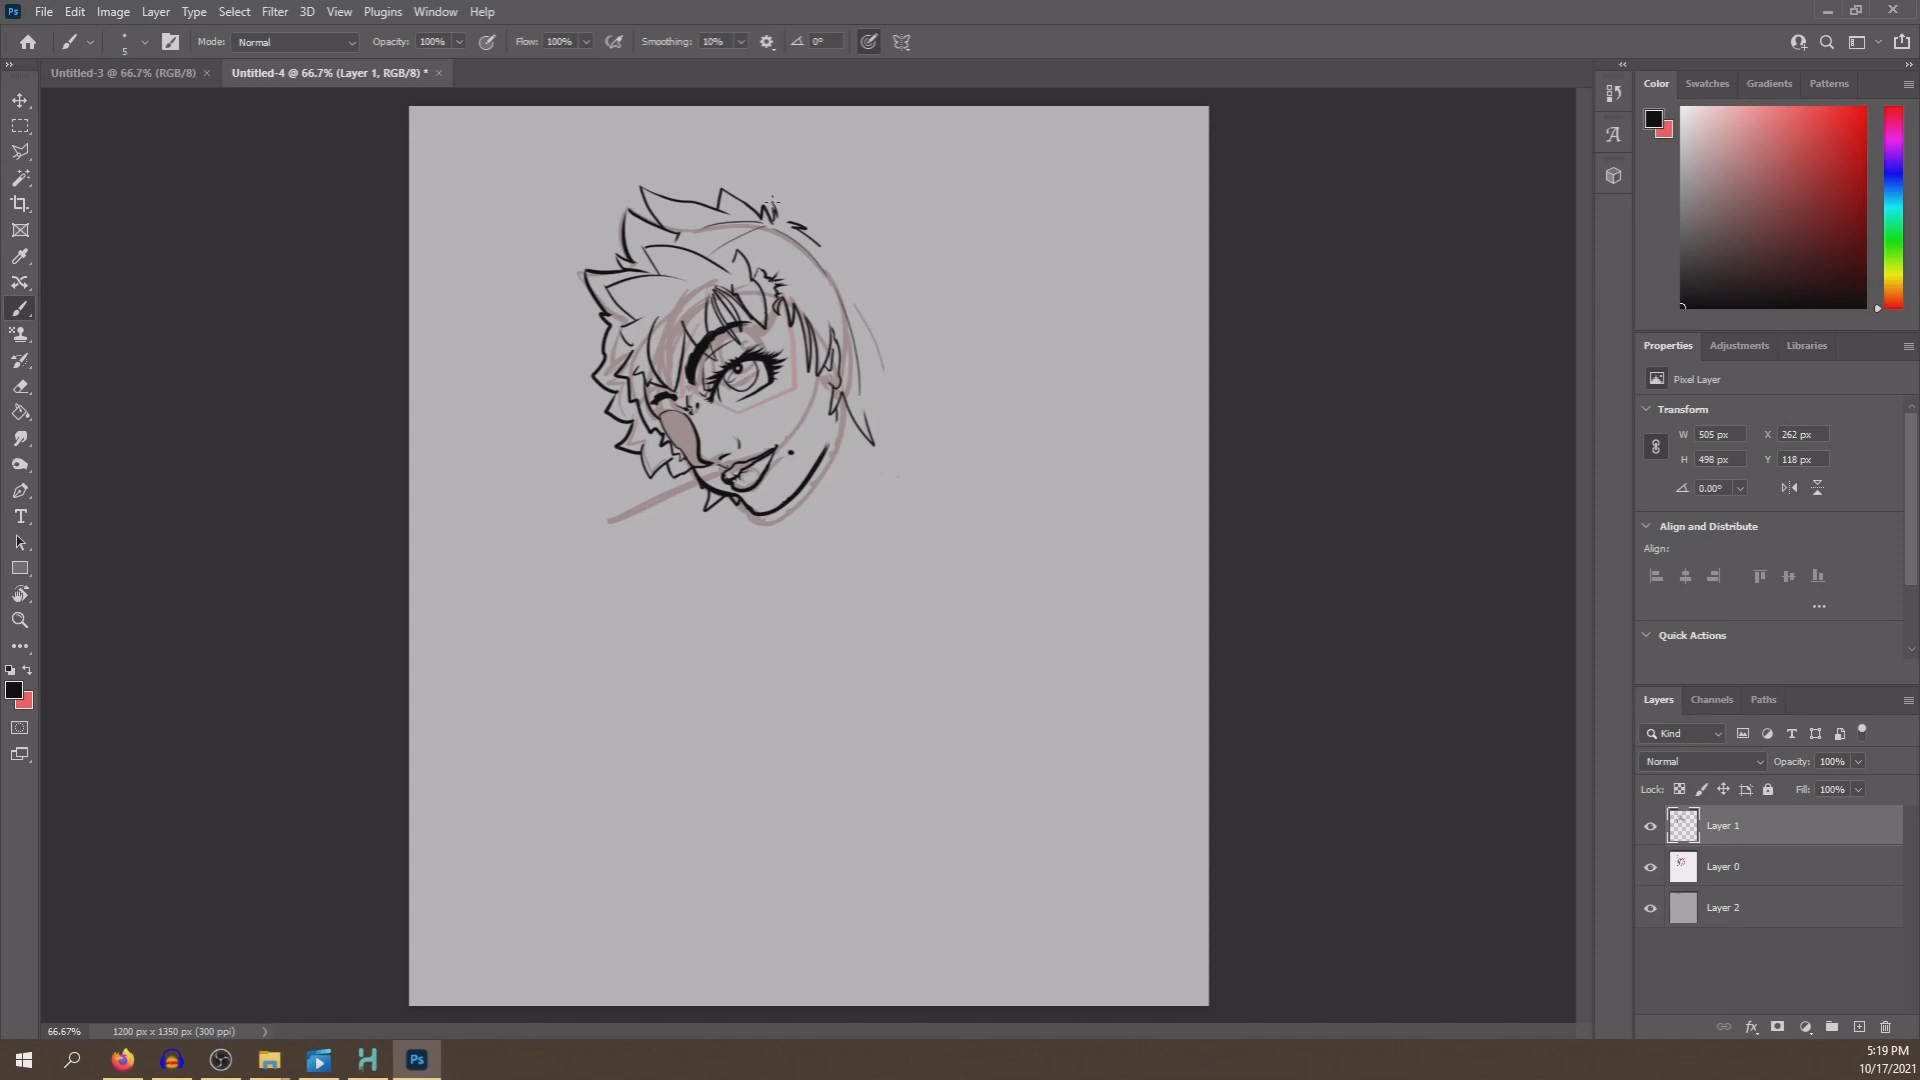 Ps File Edit Image Layer Type Select Filter 3D View Plugins Window Help
5 Mode: Normal Opacity: 100% Flow: 100% Smoothing: 10% 0°
Untitled-3 @ 66.7% (RGB/8) × Untitled-4 @ 66.7% (Layer 1, RGB/8) * ×
Color Swatches Gradients Patterns
Properties Adjustments Libraries
Pixel Layer
Transform
W 505 px X 262 px
H 498 px Y 118 px
0.00°
Align and Distribute
Align:
Quick Actions
Layers Channels Paths
Kind
Normal Opacity: 100%
Lock: Fill: 100%
Layer 1
Layer 0
Layer 2
66.67% 1200 px x 1350 px (300 ppi)
Ps
5:19 PM
10/17/2021